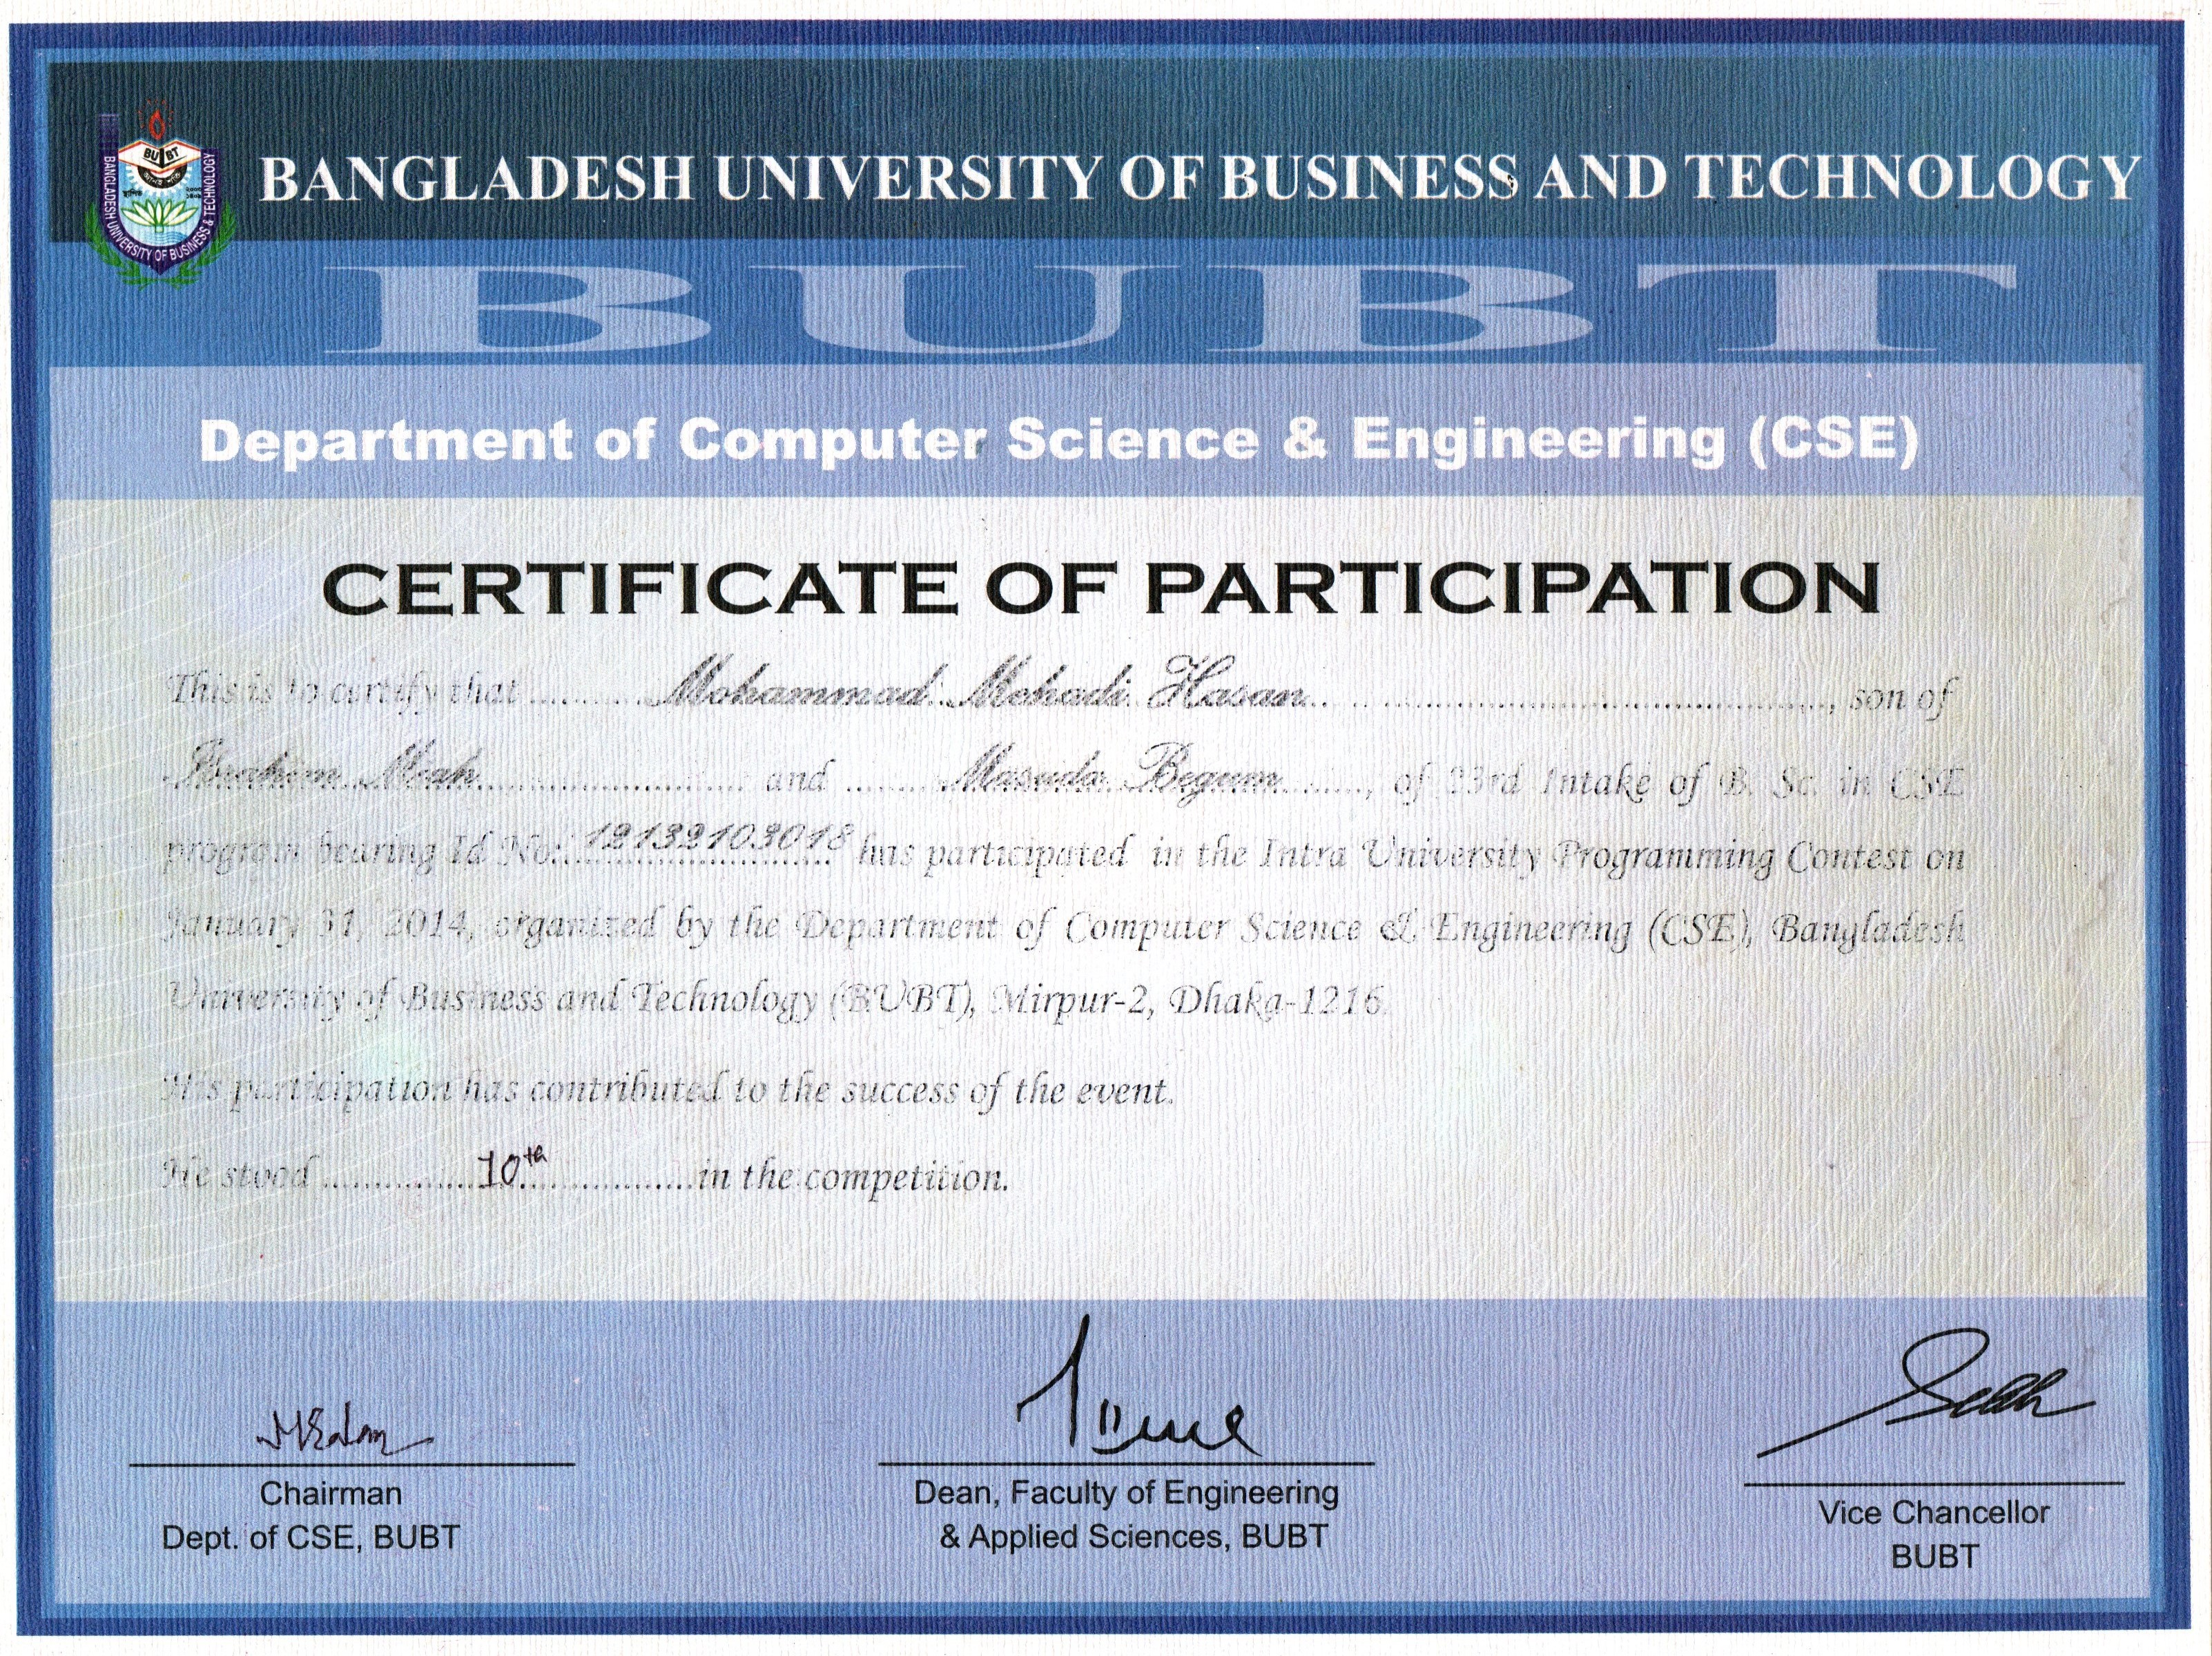 BANGLADESH UNIVERSITY OF BUSINESS AND TECHNOLOGY
BUBT
BANGLADESH UNIVERSITY OF BUSINESS & TECHNOLOGY
BUBT
Department of Computer Science & Engineering (CSE)
CERTIFICATE OF PARTICIPATION
This is to certify that Mohammad Mehadi Hasan, son of
Ibrahim Miah and Masuda Begum, of 23rd Intake of B. Sc. in CSE
program bearing Id No: 12132103018 has participated in the Intra University Programming Contest on
January 31, 2014, organized by the Department of Computer Science & Engineering (CSE), Bangladesh
University of Business and Technology (BUBT), Mirpur-2, Dhaka-1216.
His participation has contributed to the success of the event.
He stood 10th in the competition.
Chairman
Dept. of CSE, BUBT
Dean, Faculty of Engineering
& Applied Sciences, BUBT
Vice Chancellor
BUBT